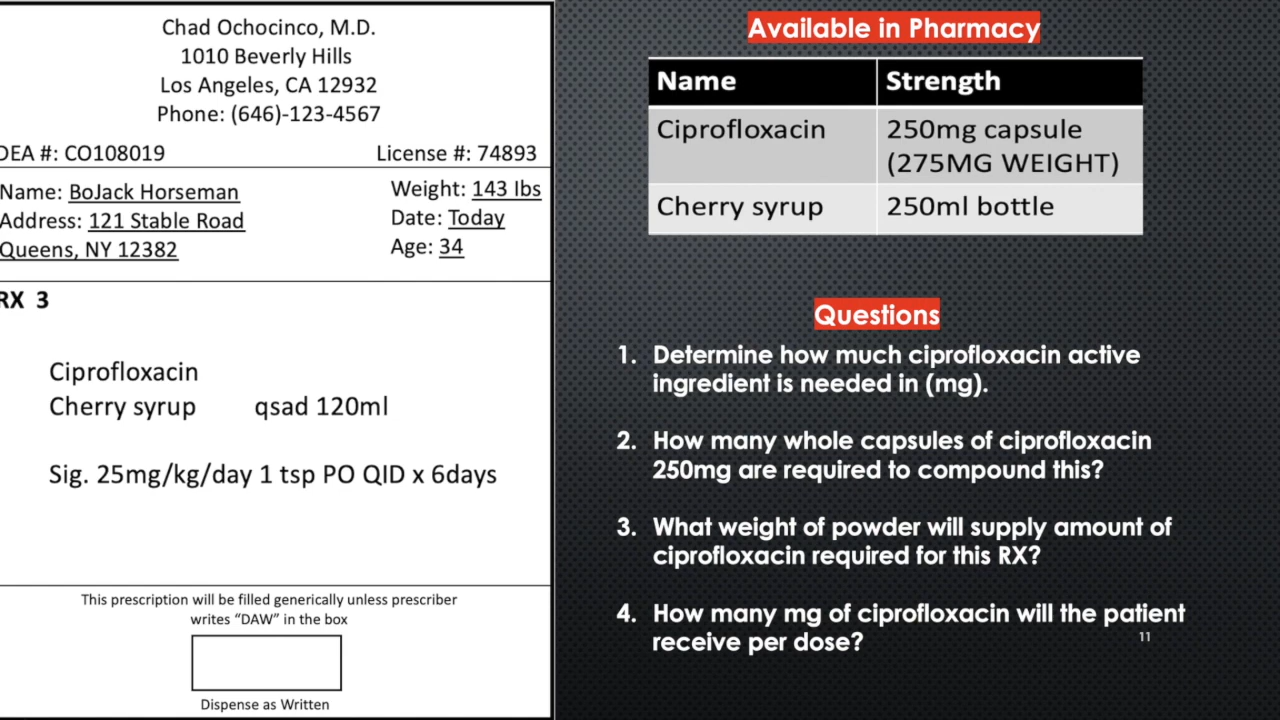 Chad Ochocinco, M.D.
1010 Beverly Hills
Los Angeles, CA 12932
Phone: (646)-123-4567
DEA #: CO108019 License #: 74893
Name: BoJack Horseman
Address: 121 Stable Road
Queens, NY 12382
Weight: 143 lbs
Date: Today
Age: 34
RX 3
Ciprofloxacin
Cherry syrup qsad 120ml
Sig. 25mg/kg/day 1 tsp PO QID x 6days
This prescription will be filled generically unless prescriber
writes “DAW” in the box
Dispense as Written
Available in Pharmacy
Name Strength
Ciprofloxacin 250mg capsule
(275MG WEIGHT)
Cherry syrup 250ml bottle
Questions
1. Determine how much ciprofloxacin active
ingredient is needed in (mg).
2. How many whole capsules of ciprofloxacin
250mg are required to compound this?
3. What weight of powder will supply amount of
ciprofloxacin required for this RX?
4. How many mg of ciprofloxacin will the patient
receive per dose?
11